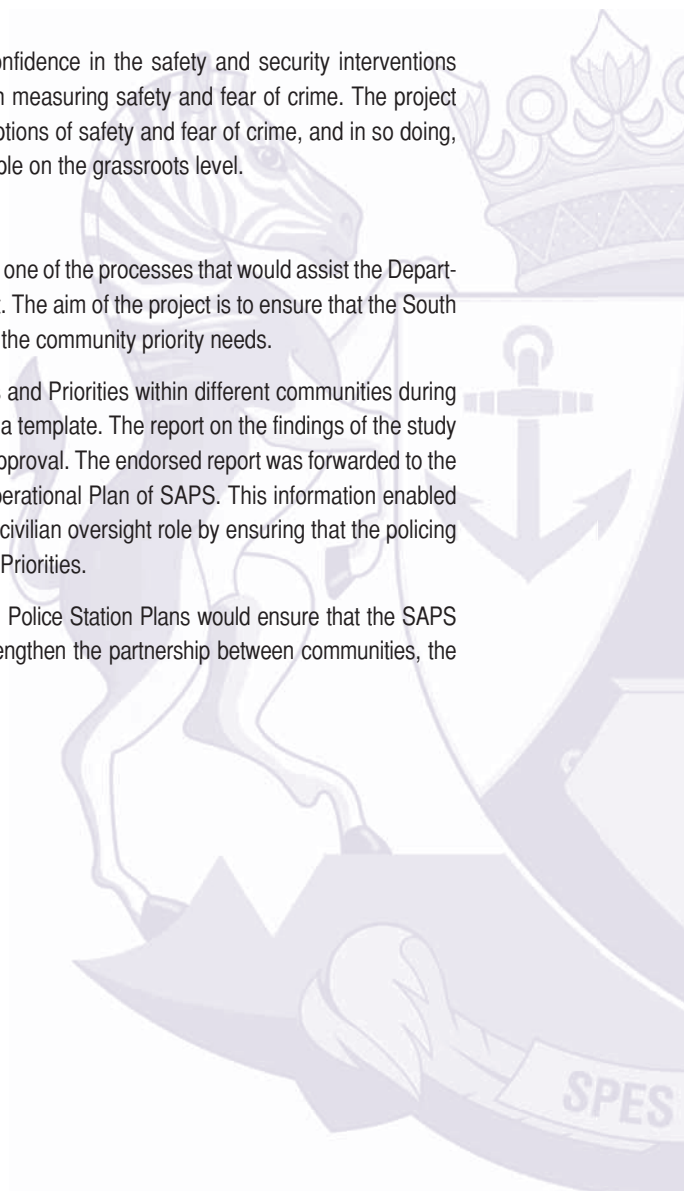 onfidence in the safety and security interventions
n measuring safety and fear of crime. The project
ptions of safety and fear of crime, and in so doing,
ple on the grassroots level.
one of the processes that would assist the Depart-
t. The aim of the project is to ensure that the South
the community priority needs.
s and Priorities within different communities during
a template. The report on the findings of the study
pproval. The endorsed report was forwarded to the
perational Plan of SAPS. This information enabled
civilian oversight role by ensuring that the policing
Priorities.
Police Station Plans would ensure that the SAPS
engthen the partnership between communities, the
SPES